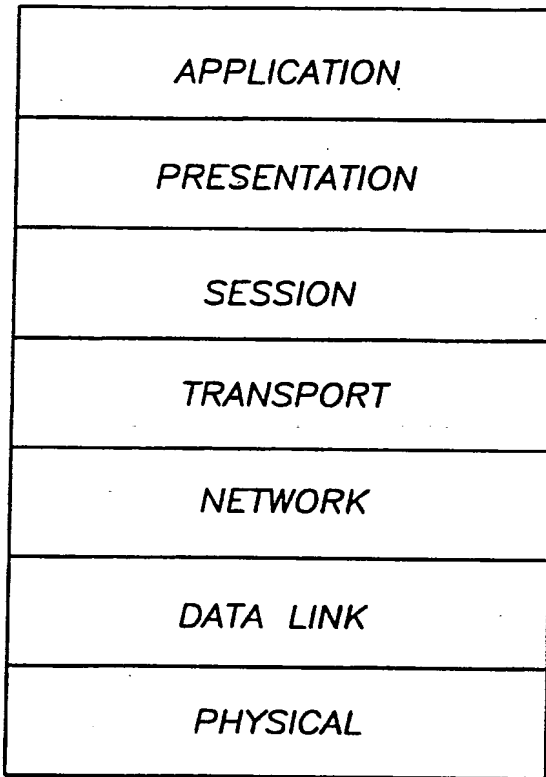 APPLICATION
PRESENTATION
SESSION
TRANSPORT
NETWORK
DATA LINK
PHYSICAL